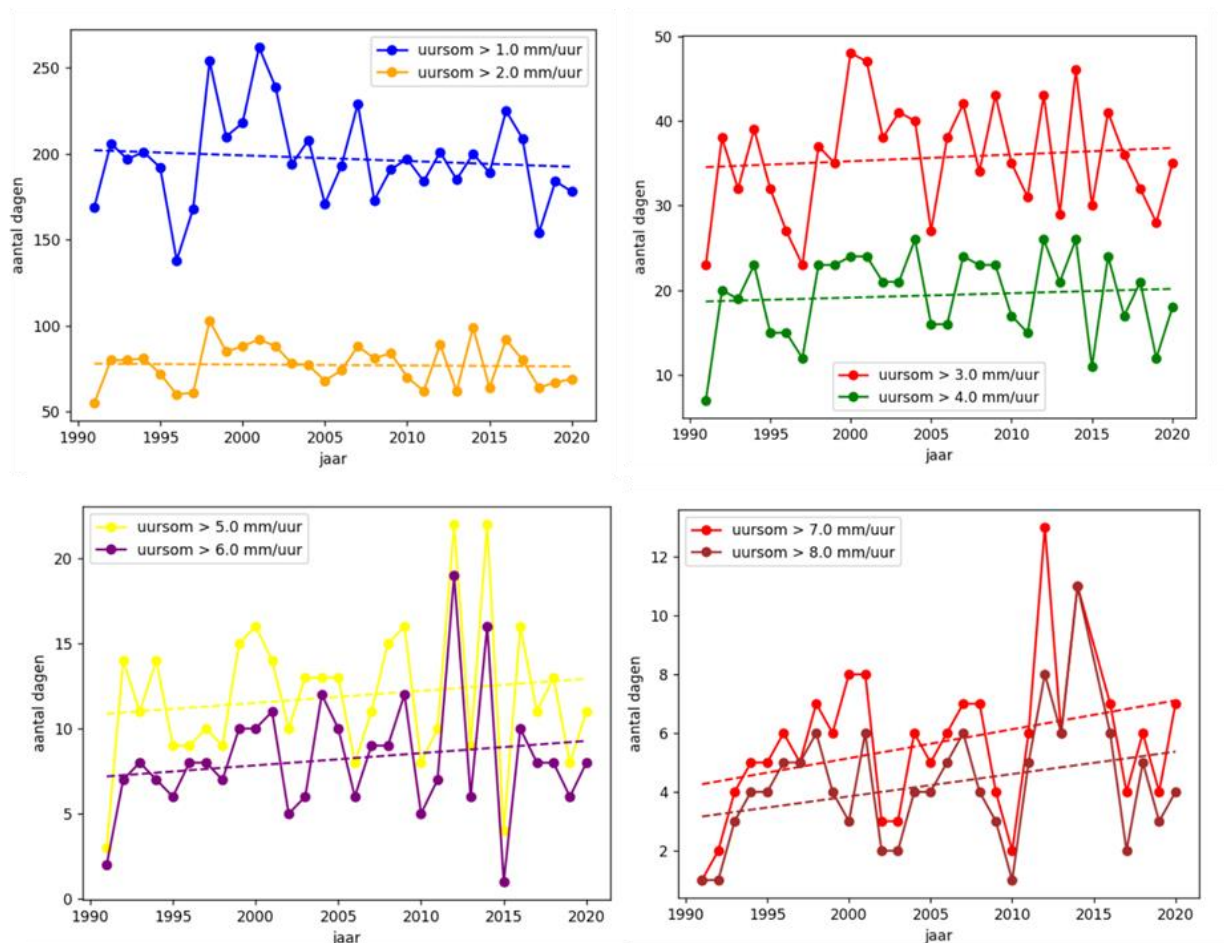 uursom > 1.0 mm/uur
uursom > 2.0 mm/uur
aantal dagen
250
200
150
100
50
1990 1995 2000 2005 2010 2015 2020
jaar
uursom > 3.0 mm/uur
uursom > 4.0 mm/uur
aantal dagen
50
40
30
20
10
1990 1995 2000 2005 2010 2015 2020
jaar
uursom > 5.0 mm/uur
uursom > 6.0 mm/uur
aantal dagen
20
15
10
5
0
1990 1995 2000 2005 2010 2015 2020
jaar
uursom > 7.0 mm/uur
uursom > 8.0 mm/uur
aantal dagen
12
10
8
6
4
2
1990 1995 2000 2005 2010 2015 2020
jaar